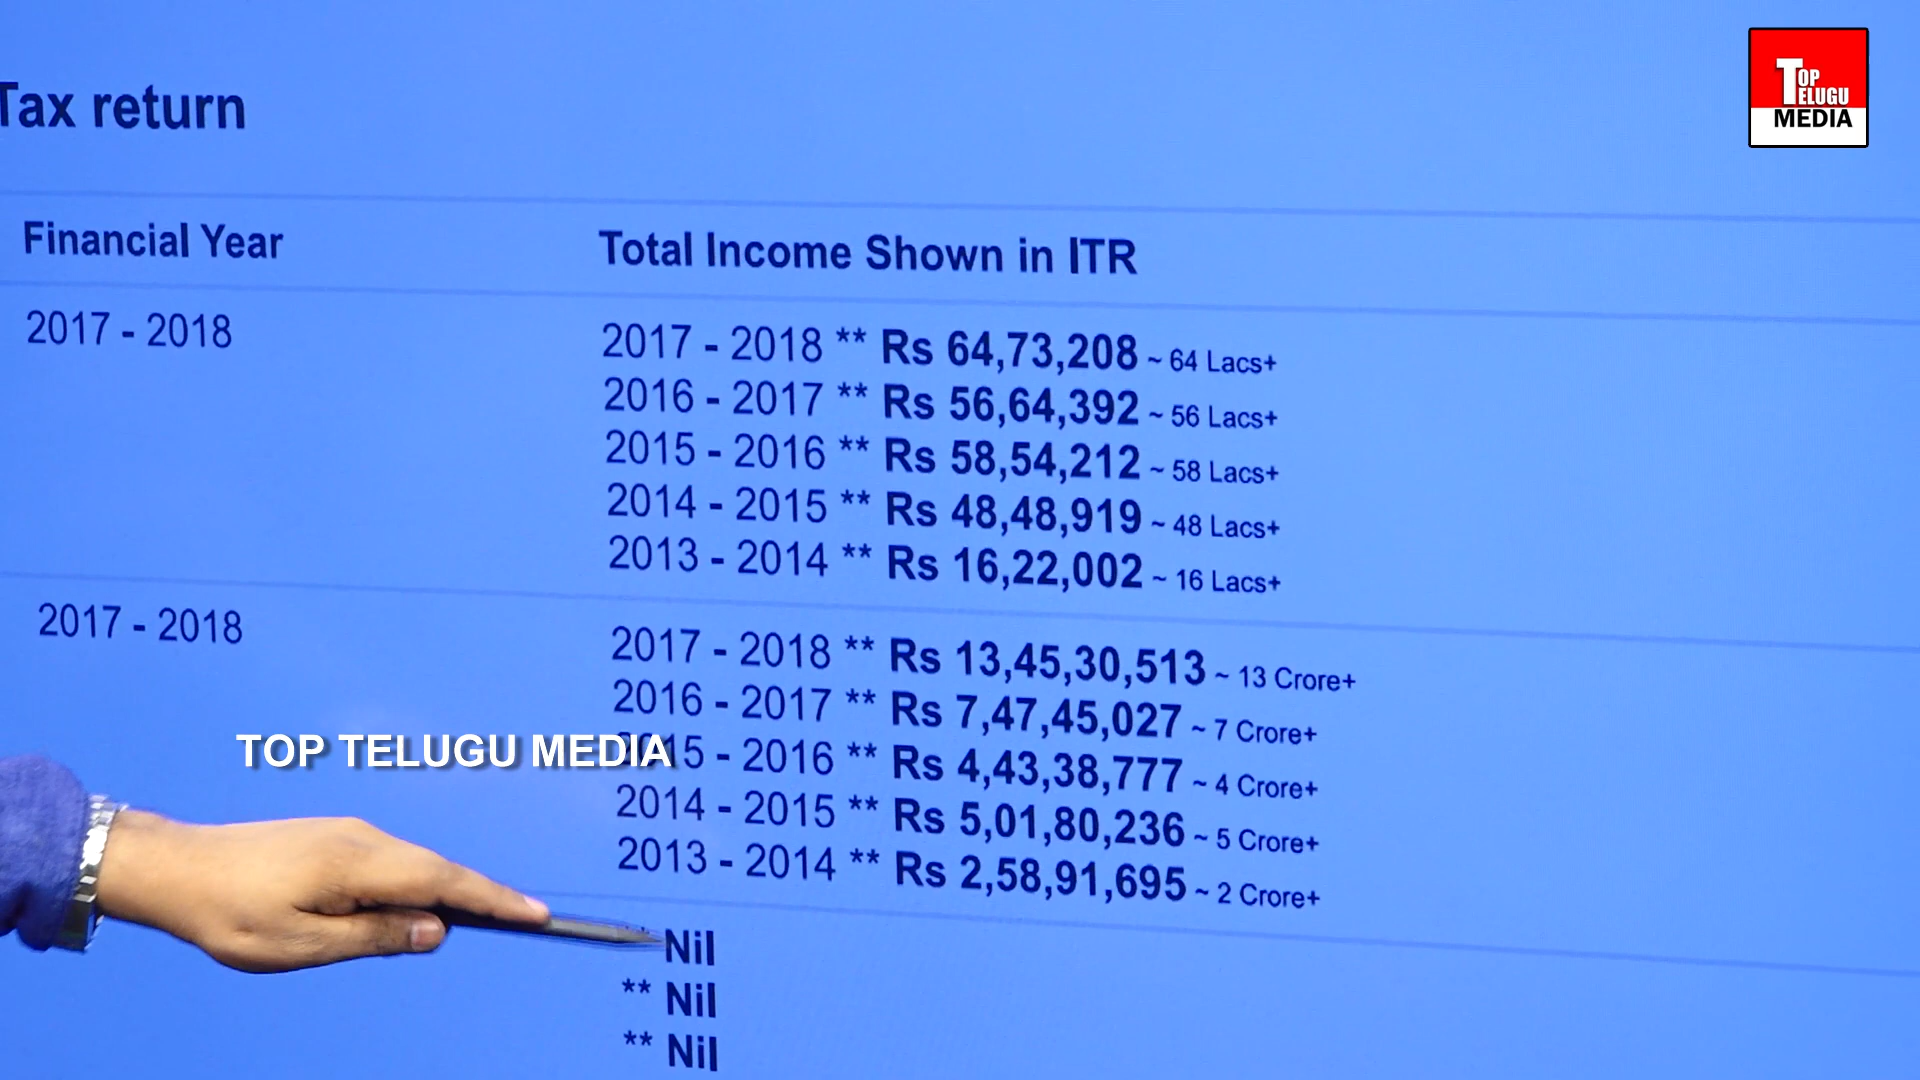 TOP
TELUGU
MEDIA
Tax return
Financial Year
Total Income Shown in ITR
2017 - 2018
2017 - 2018 ** Rs 64,73,208 ~ 64 Lacs+
2016 - 2017 ** Rs 56,64,392 ~ 56 Lacs+
2015 - 2016 ** Rs 58,54,212 ~ 58 Lacs+
2014 - 2015 ** Rs 48,48,919 ~ 48 Lacs+
2013 - 2014 ** Rs 16,22,002 ~ 16 Lacs+
2017 - 2018
2017 - 2018 ** Rs 13,45,30,513 ~ 13 Crore+
2016 - 2017 ** Rs 7,47,45,027 ~ 7 Crore+
TOP TELUGU MEDIA
2015 - 2016 ** Rs 4,43,38,777 ~ 4 Crore+
2014 - 2015 ** Rs 5,01,80,236 ~ 5 Crore+
2013 - 2014 ** Rs 2,58,91,695 ~ 2 Crore+
Nil
** Nil
** Nil